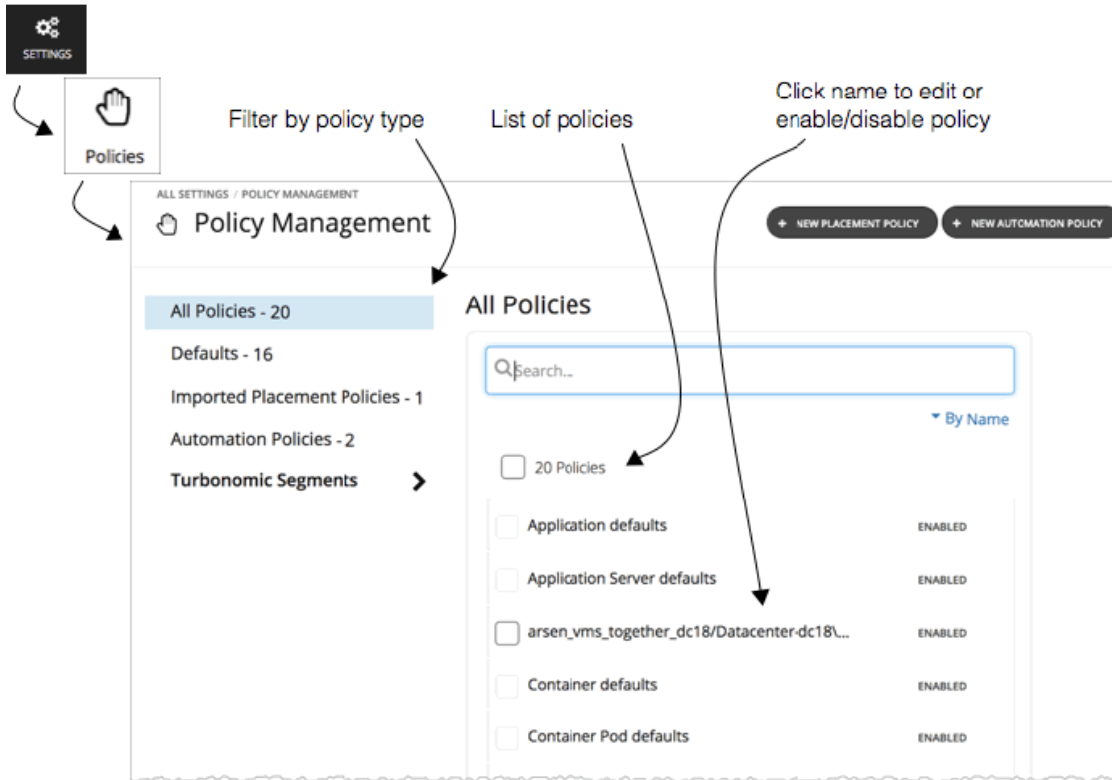 SETTINGS
Policies
Filter by policy type
List of policies
Click name to edit or
enable/disable policy
ALL SETTINGS / POLICY MANAGEMENT
Policy Management
+ NEW PLACEMENT POLICY
+ NEW AUTOMATION POLICY
All Policies - 20
Defaults - 16
Imported Placement Policies - 1
Automation Policies - 2
Turbonomic Segments
All Policies
Search...
By Name
20 Policies
Application defaults ENABLED
Application Server defaults ENABLED
arsen_vms_together_dc18/Datacenter-dc18\... ENABLED
Container defaults ENABLED
Container Pod defaults ENABLED